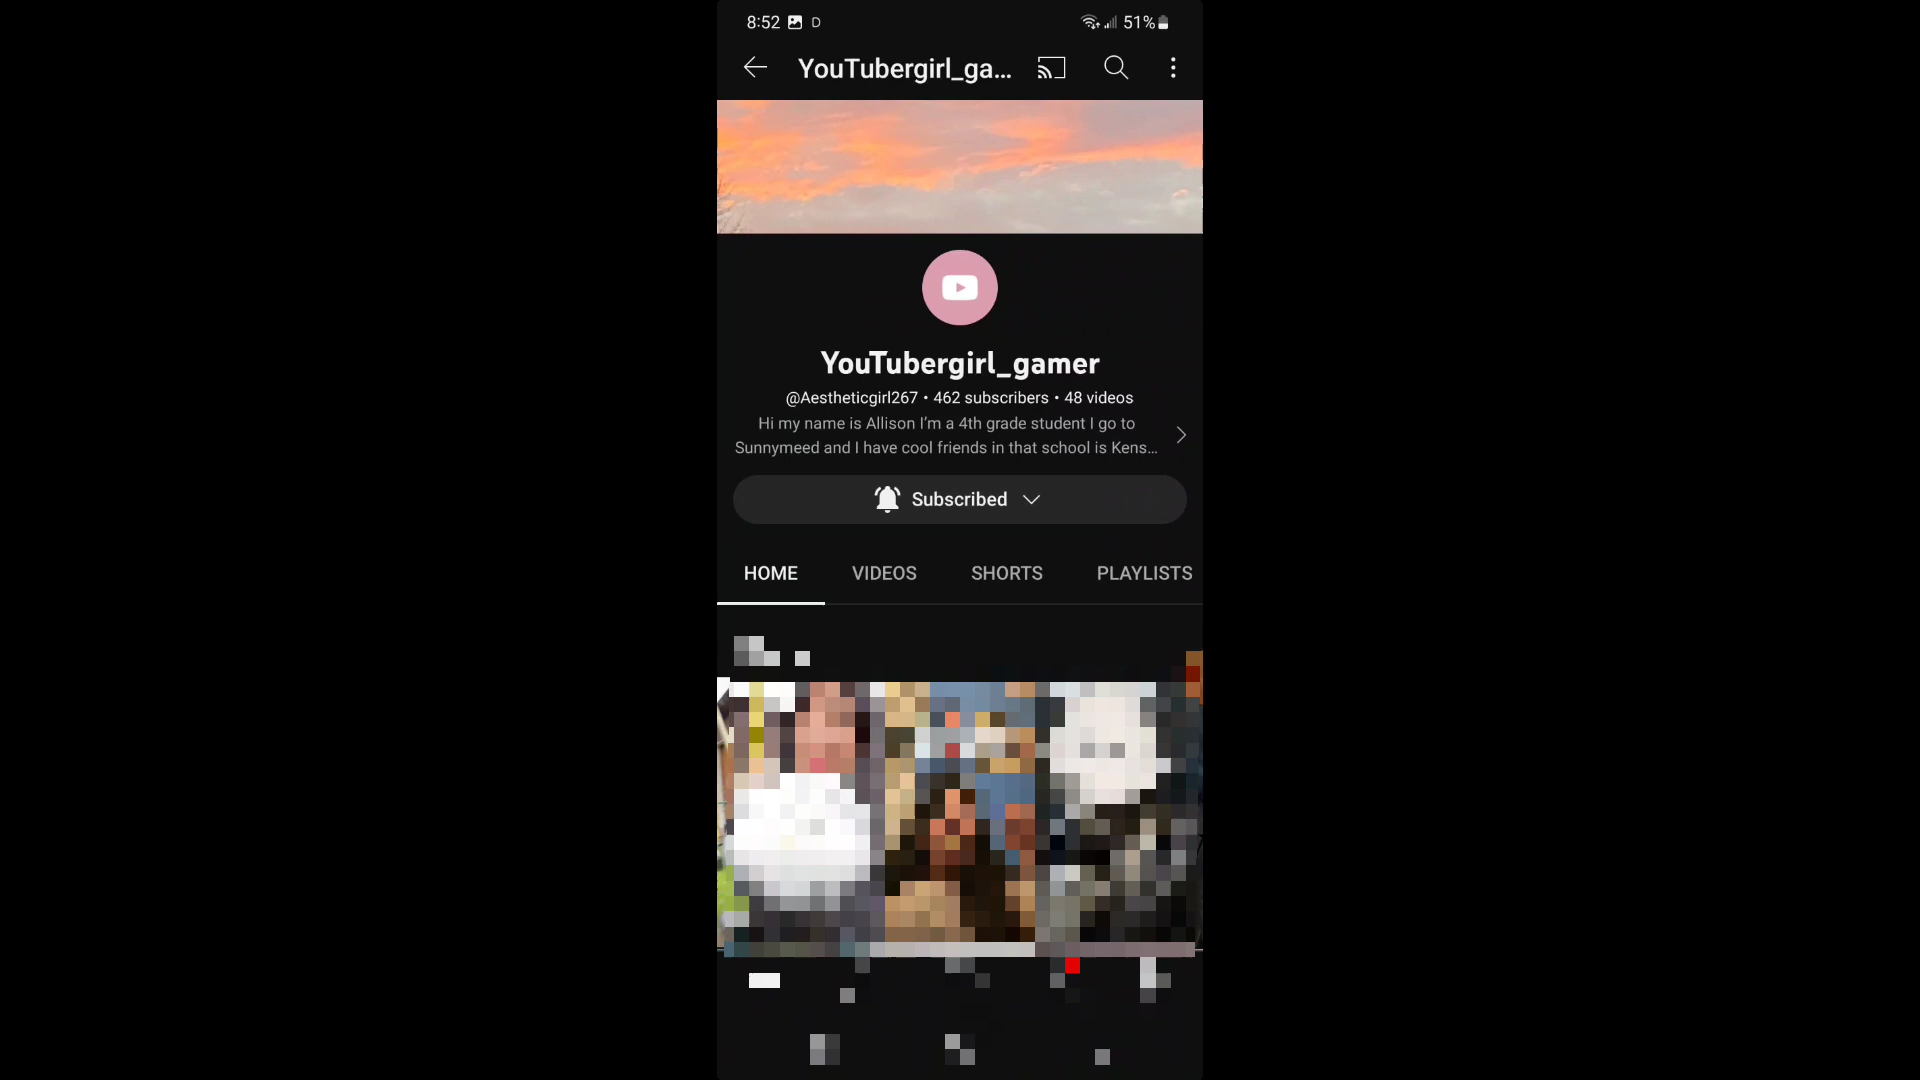 8:52 D 51%
YouTubergirl_ga...
YouTubergirl_gamer
@Aestheticgirl267 • 462 subscribers • 48 videos
Hi my name is Allison I'm a 4th grade student I go to
Sunnymeed and I have cool friends in that school is Kens...
Subscribed
HOME VIDEOS SHORTS PLAYLISTS